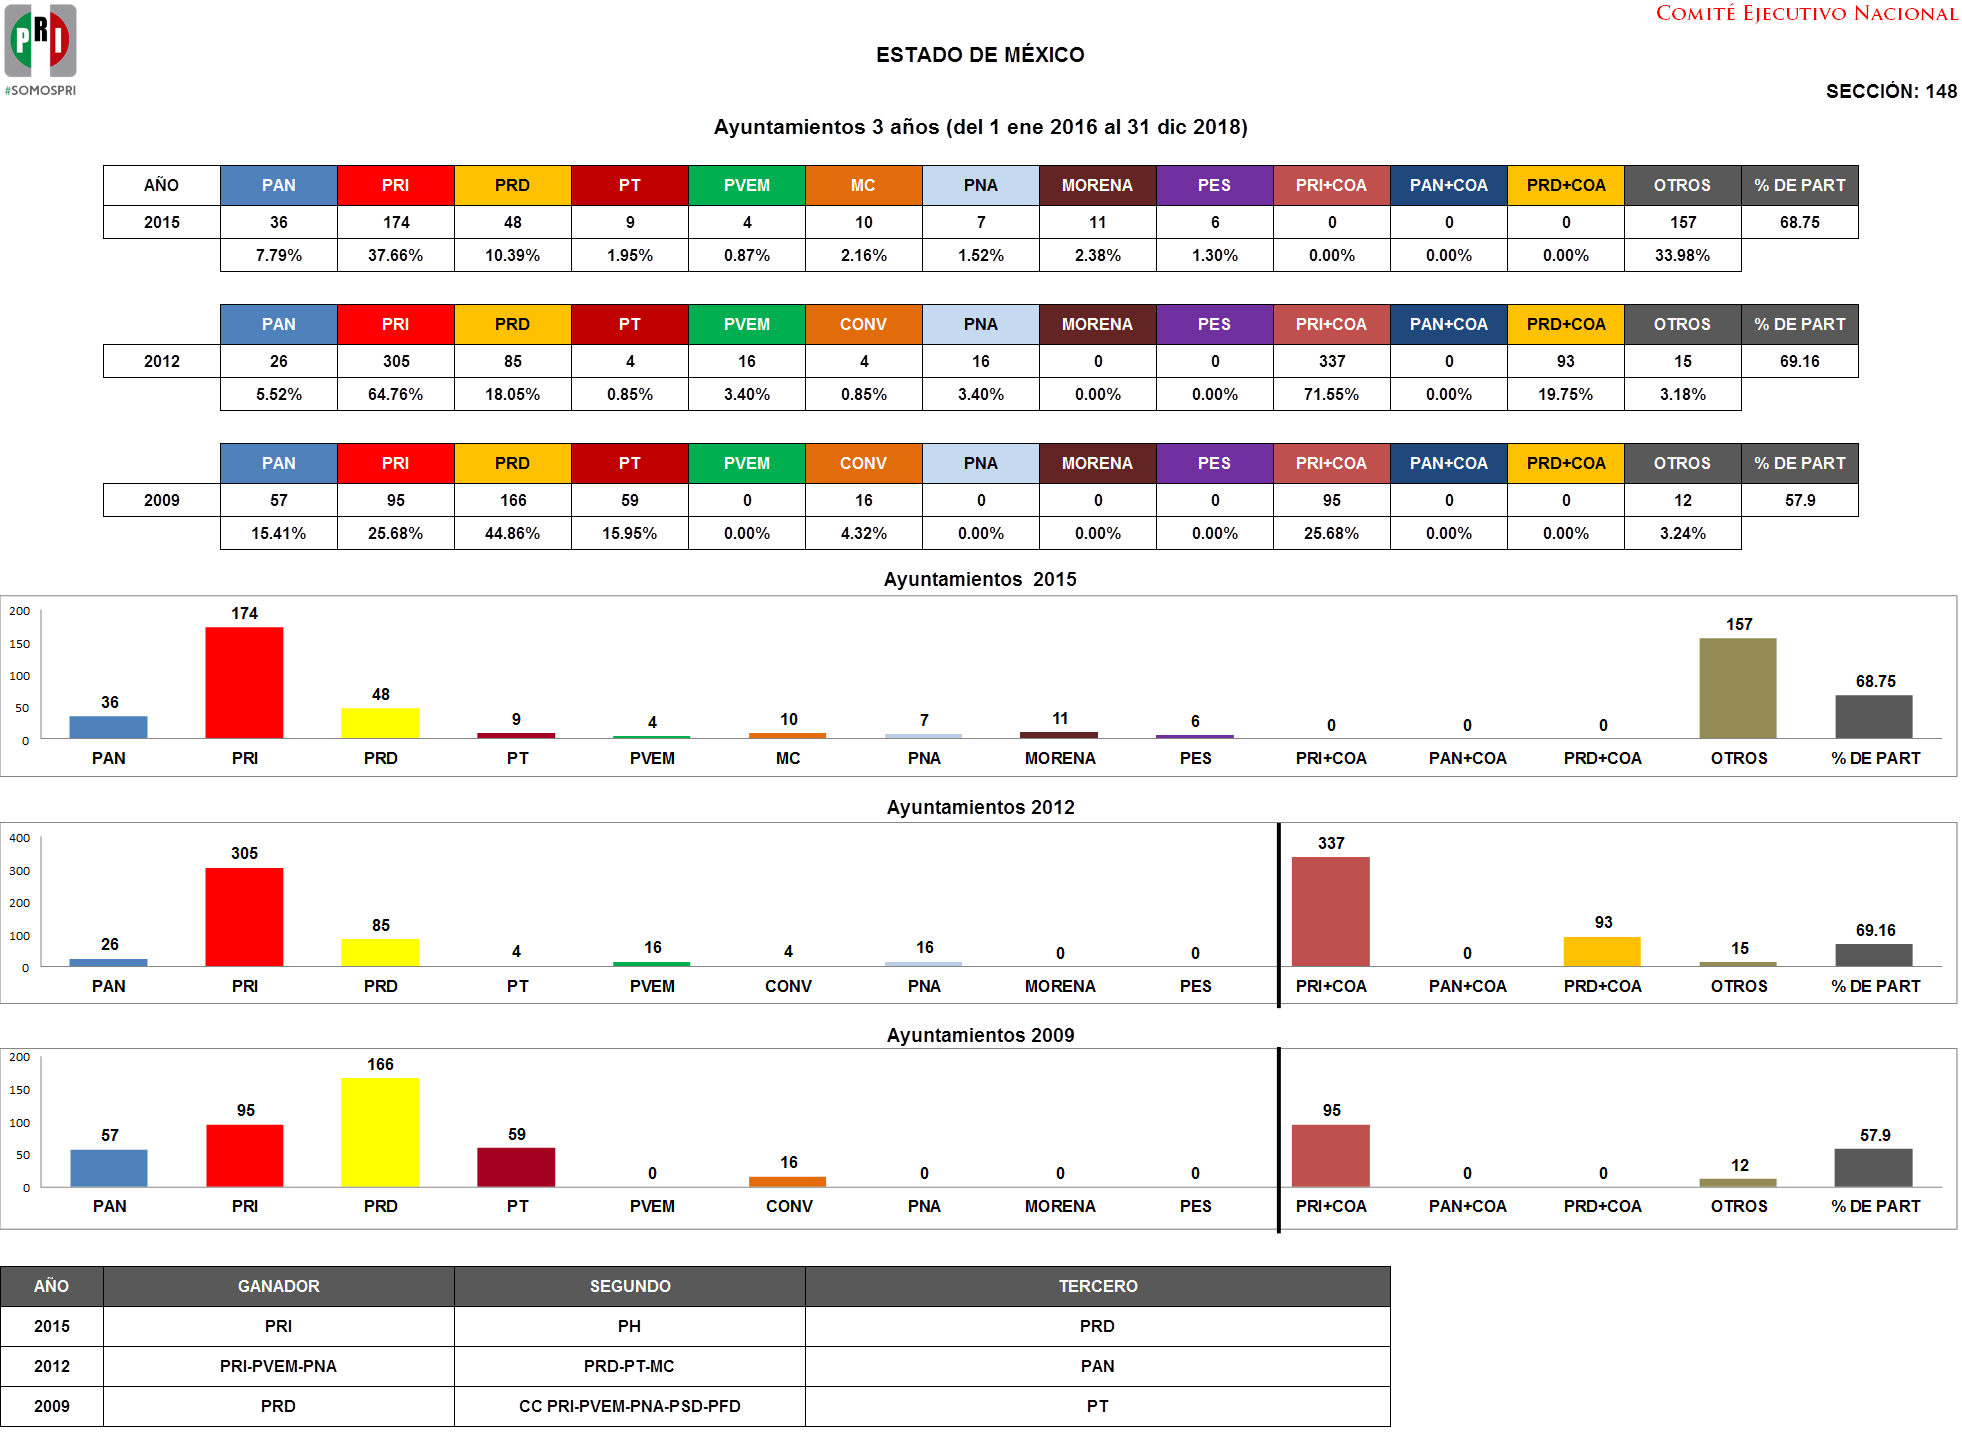 PRI
#SOMOSPRI
COMITÉ EJECUTIVO NACIONAL
ESTADO DE MÉXICO
SECCIÓN: 148
Ayuntamientos 3 años (del 1 ene 2016 al 31 dic 2018)
AÑO PAN PRI PRD PT PVEM MC PNA MORENA PES PRI+COA PAN+COA PRD+COA OTROS % DE PART
2015 36 174 48 9 4 10 7 11 6 0 0 0 157 68.75
7.79% 37.66% 10.39% 1.95% 0.87% 2.16% 1.52% 2.38% 1.30% 0.00% 0.00% 0.00% 33.98%
PAN PRI PRD PT PVEM CONV PNA MORENA PES PRI+COA PAN+COA PRD+COA OTROS % DE PART
2012 26 305 85 4 16 4 16 0 0 337 0 93 15 69.16
5.52% 64.76% 18.05% 0.85% 3.40% 0.85% 3.40% 0.00% 0.00% 71.55% 0.00% 19.75% 3.18%
PAN PRI PRD PT PVEM CONV PNA MORENA PES PRI+COA PAN+COA PRD+COA OTROS % DE PART
2009 57 95 166 59 0 16 0 0 0 95 0 0 12 57.9
15.41% 25.68% 44.86% 15.95% 0.00% 4.32% 0.00% 0.00% 0.00% 25.68% 0.00% 0.00% 3.24%
Ayuntamientos 2015
200
150
100
50
0
36 174 48 9 4 10 7 11 6 0 0 0 157 68.75
PAN PRI PRD PT PVEM MC PNA MORENA PES PRI+COA PAN+COA PRD+COA OTROS % DE PART
Ayuntamientos 2012
400
300
200
100
0
26 305 85 4 16 4 16 0 0 337 0 93 15 69.16
PAN PRI PRD PT PVEM CONV PNA MORENA PES PRI+COA PAN+COA PRD+COA OTROS % DE PART
Ayuntamientos 2009
200
150
100
50
0
57 95 166 59 0 16 0 0 0 95 0 0 12 57.9
PAN PRI PRD PT PVEM CONV PNA MORENA PES PRI+COA PAN+COA PRD+COA OTROS % DE PART
AÑO GANADOR SEGUNDO TERCERO
2015 PRI PH PRD
2012 PRI-PVEM-PNA PRD-PT-MC PAN
2009 PRD CC PRI-PVEM-PNA-PSD-PFD PT